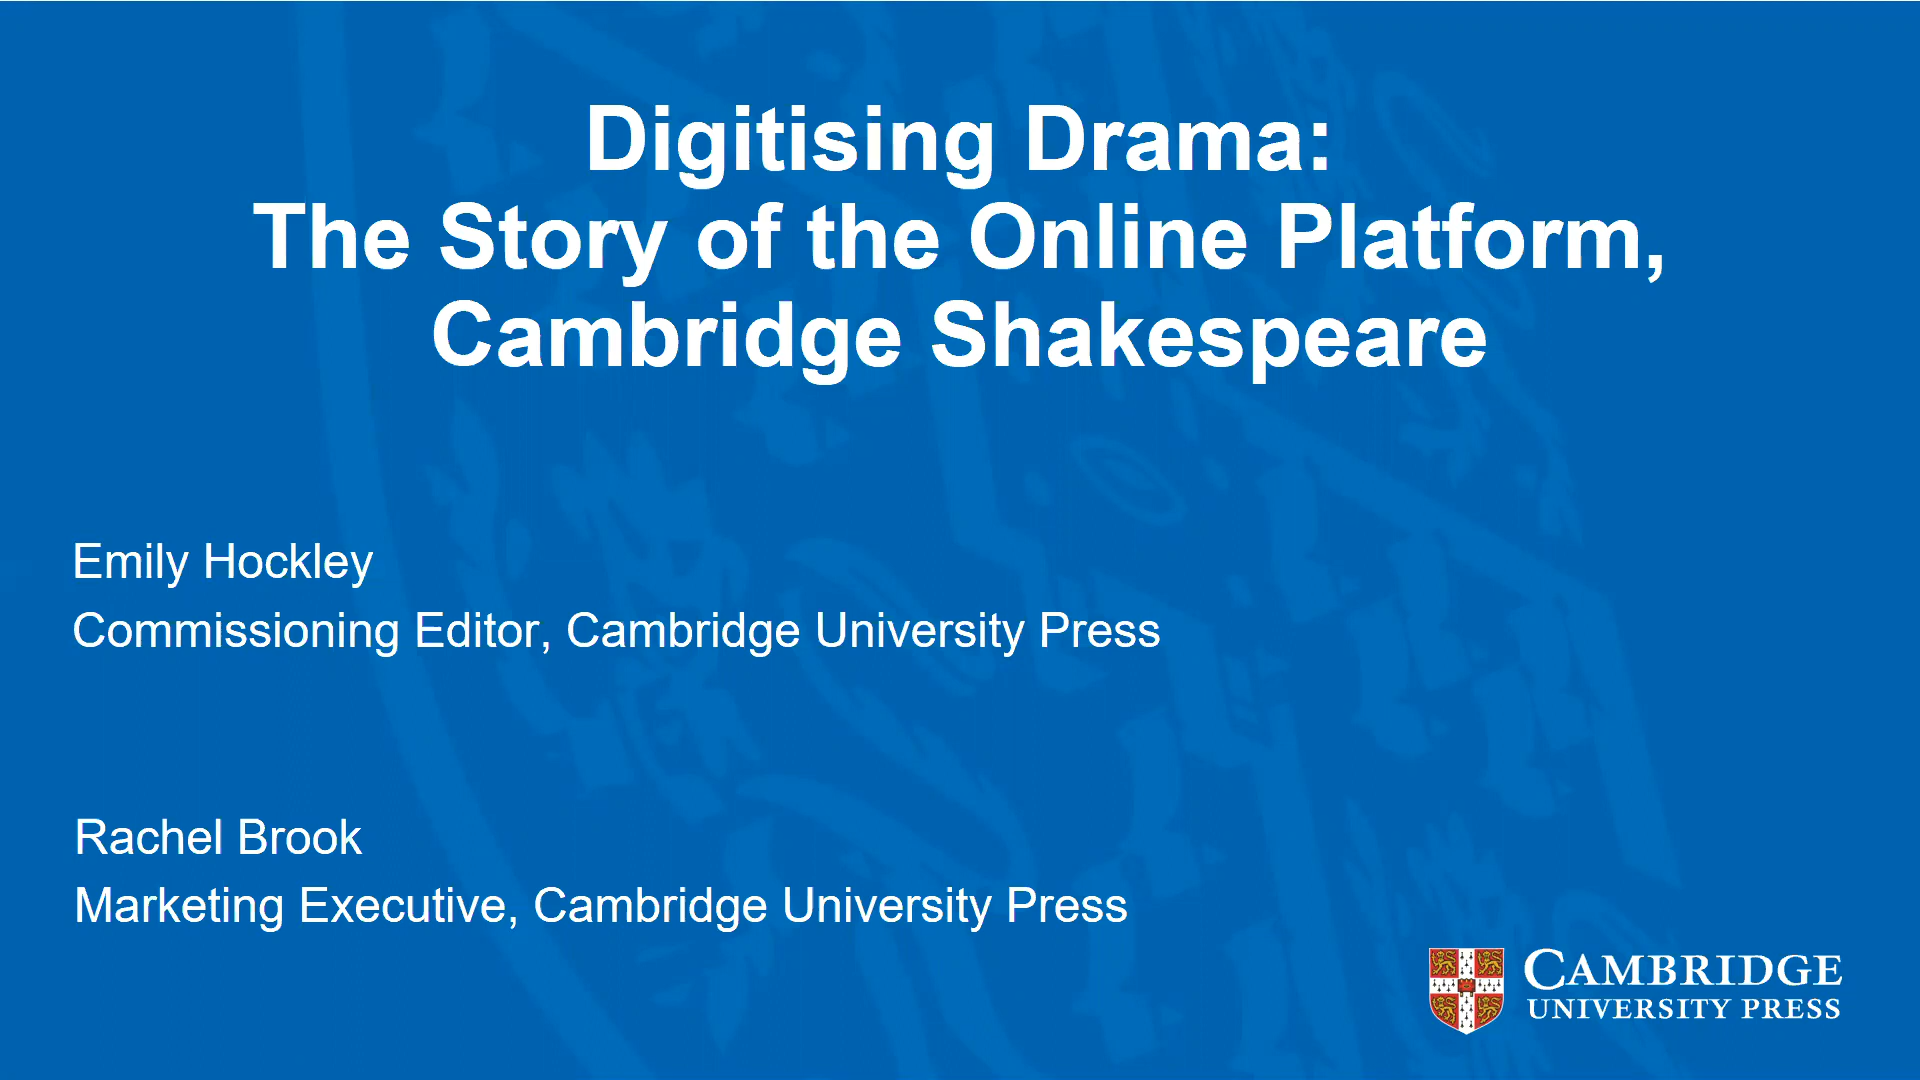 Digitising Drama:
The Story of the Online Platform,
Cambridge Shakespeare
Emily Hockley
Commissioning Editor, Cambridge University Press
Rachel Brook
Marketing Executive, Cambridge University Press
CAMBRIDGE
UNIVERSITY PRESS